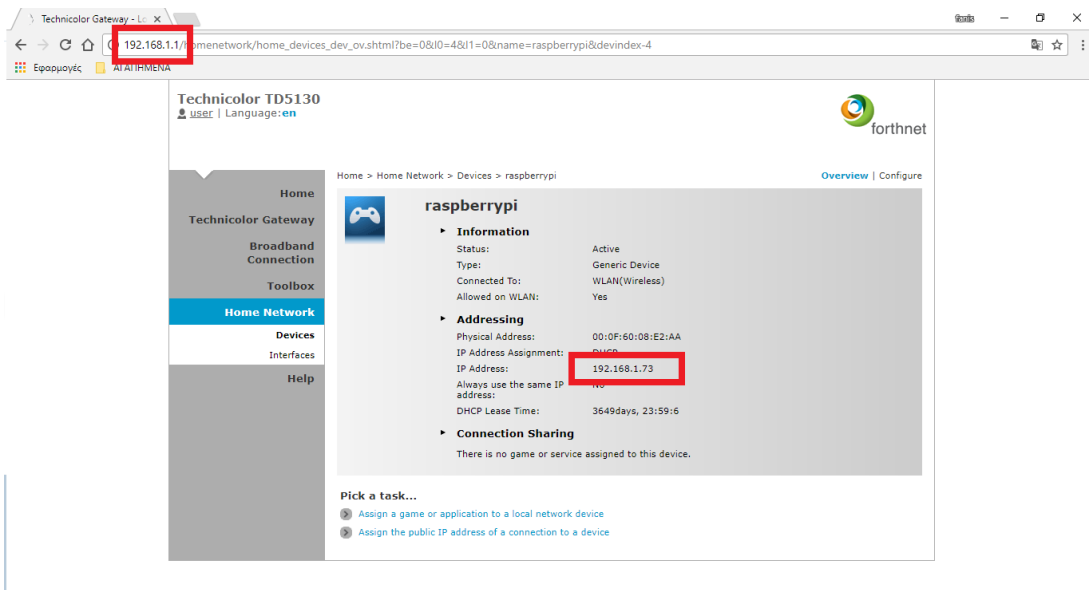 Technicolor Gateway - Lo
192.168.1.1/homenetwork/home_devices_dev_ov.shtml?be=0&l0=4&l1=0&name=raspberrypi&devindex-4
Εφαρμογές ΑΓΑΠΗΜΕΝΑ
Technicolor TD5130
user | Language:en
forthnet
Home > Home Network > Devices > raspberrypi
Overview | Configure
Home
Technicolor Gateway
Broadband
Connection
Toolbox
Home Network
Devices
Interfaces
Help
raspberrypi
Information
Status: Active
Type: Generic Device
Connected To: WLAN(Wireless)
Allowed on WLAN: Yes
Addressing
Physical Address: 00:0F:60:08:E2:AA
IP Address Assignment: DHCP
IP Address: 192.168.1.73
Always use the same IP No
address:
DHCP Lease Time: 3649days, 23:59:6
Connection Sharing
There is no game or service assigned to this device.
Pick a task...
Assign a game or application to a local network device
Assign the public IP address of a connection to a device